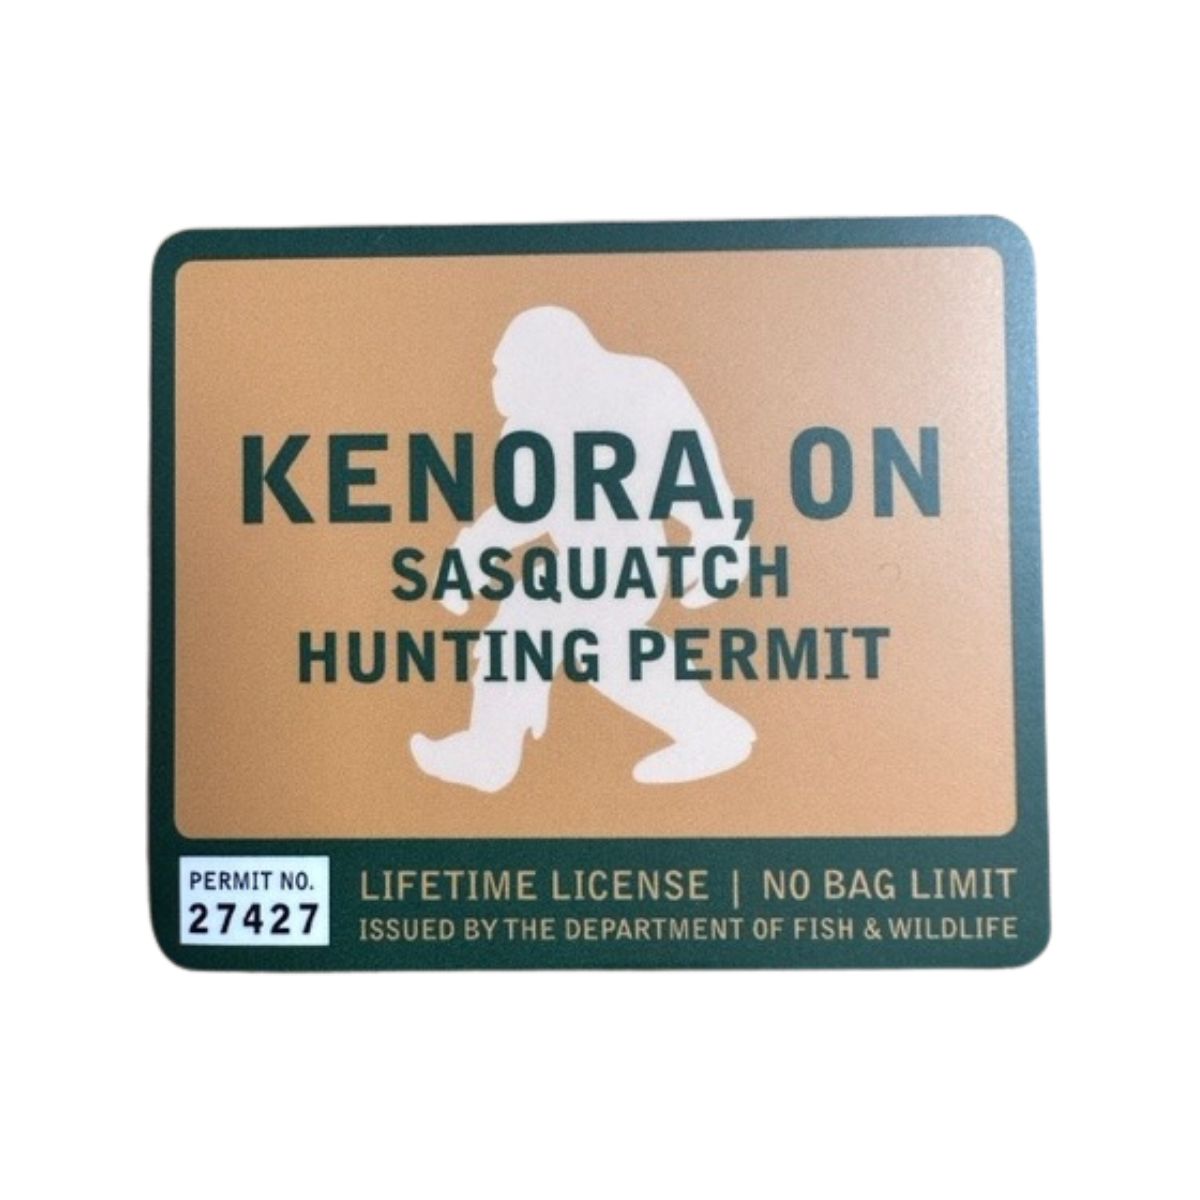 KENORA, ON
SASQUATCH
HUNTING PERMIT
PERMIT NO.
27427
LIFETIME LICENSE | NO BAG LIMIT
ISSUED BY THE DEPARTMENT OF FISH & WILDLIFE